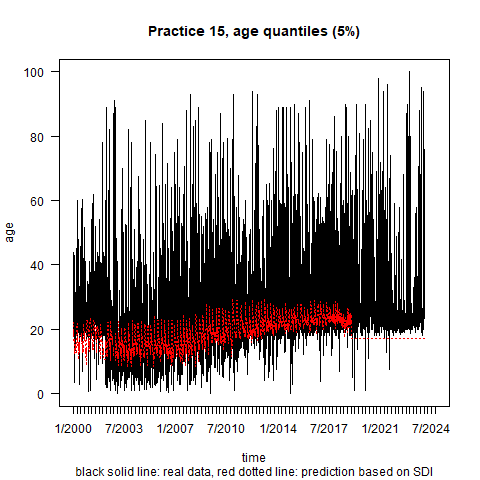 Practice 15, age quantiles (5%)
100
80
60
40
20
0
age
1/2000 7/2003 1/2007 7/2010 1/2014 7/2017 1/2021 7/2024
time
black solid line: real data, red dotted line: prediction based on SDI